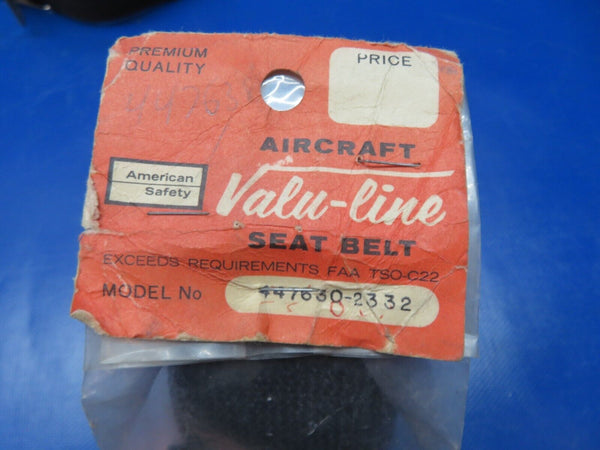 PREMIUM
QUALITY
PRICE
AIRCRAFT
American
Safety
Valu-line
SEAT BELT
EXCEEDS REQUIREMENTS FAA TSO-C22
MODEL No 447630-2332